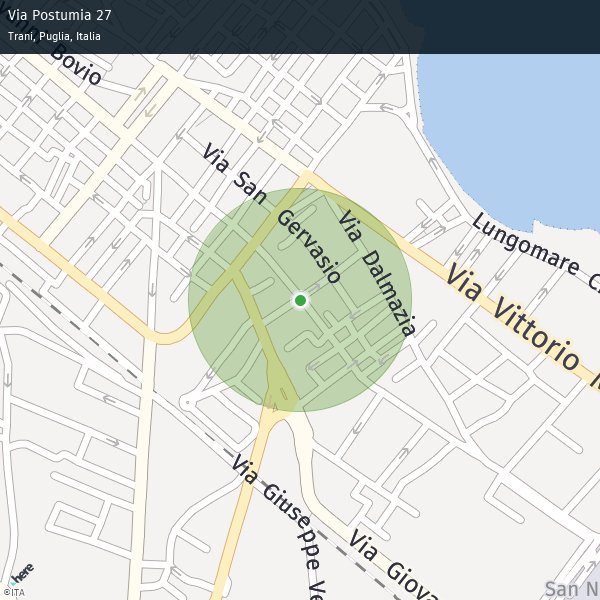 Via Postumia 27
Trani, Puglia, Italia
Bovio
Via San Gervasio
Via Dalmazia
Lungomare C
Via Vittorio
Via Giuseppe Ve
Via Giova
San N
here
©ITA